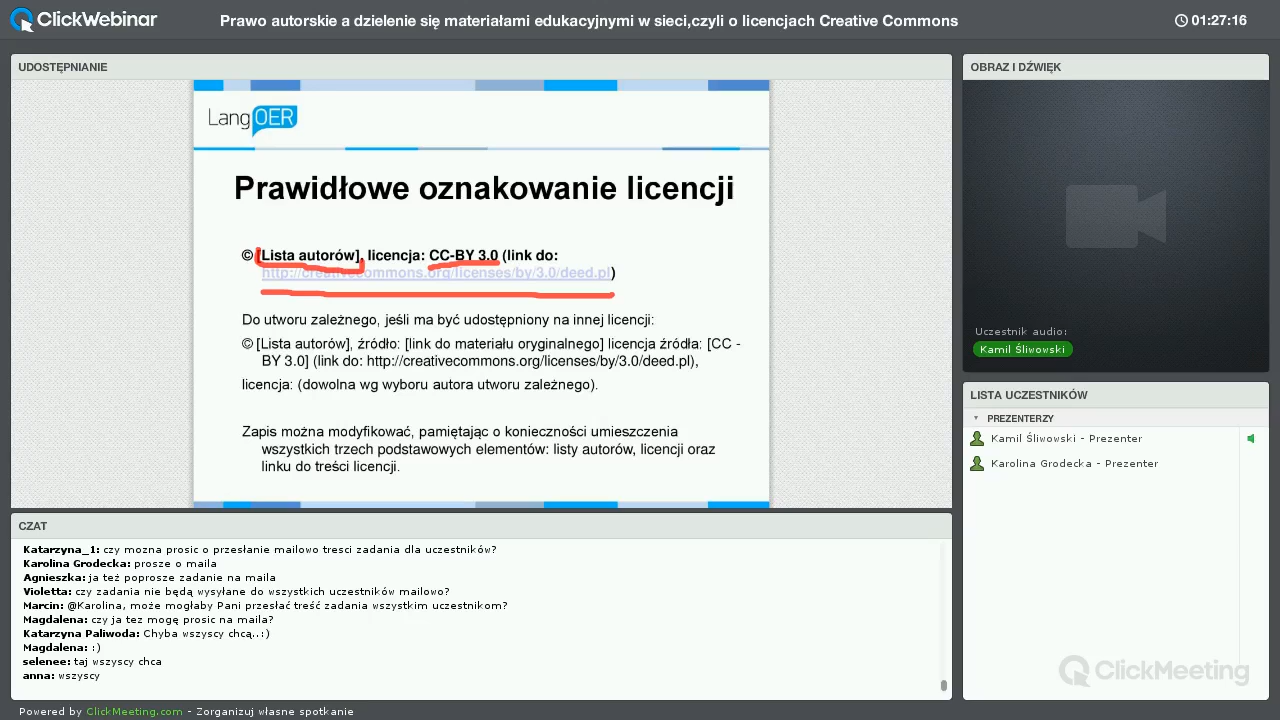 ClickWebinar
Prawo autorskie a dzielenie się materiałami edukacyjnymi w sieci,czyli o licencjach Creative Commons
01:27:16
UDOSTĘPNIANIE
LangOER
Prawidłowe oznakowanie licencji
© [Lista autorów], licencja: CC-BY 3.0 (link do:
http://creativecommons.org/licenses/by/3.0/deed.pl)
Do utworu zależnego, jeśli ma być udostępniony na innej licencji:
© [Lista autorów], źródło: [link do materiału oryginalnego] licencja źródła: [CC -
BY 3.0] (link do: http://creativecommons.org/licenses/by/3.0/deed.pl),
licencja: (dowolna wg wyboru autora utworu zależnego).
Zapis można modyfikować, pamiętając o konieczności umieszczenia
wszystkich trzech podstawowych elementów: listy autorów, licencji oraz
linku do treści licencji.
OBRAZ I DŹWIĘK
Uczestnik audio:
Kamil Śliwowski
LISTA UCZESTNIKÓW
PREZENTERZY
Kamil Śliwowski - Prezenter
Karolina Grodecka - Prezenter
CZAT
Katarzyna_1: czy mozna prosic o przesłanie mailowo tresci zadania dla uczestników?
Karolina Grodecka: prosze o maila
Agnieszka: ja też poprosze zadanie na maila
Violetta: czy zadania nie będą wysyłane do wszystkich uczestników mailowo?
Marcin: @Karolina, może mogłaby Pani przesłać treść zadania wszystkim uczestnikom?
Magdalena: czy ja tez mogę prosic na maila?
Katarzyna Paliwoda: Chyba wszyscy chcą..:)
Magdalena: :)
selenee: taj wszyscy chca
anna: wszyscy
ClickMeeting
Powered by ClickMeeting.com - Zorganizuj własne spotkanie